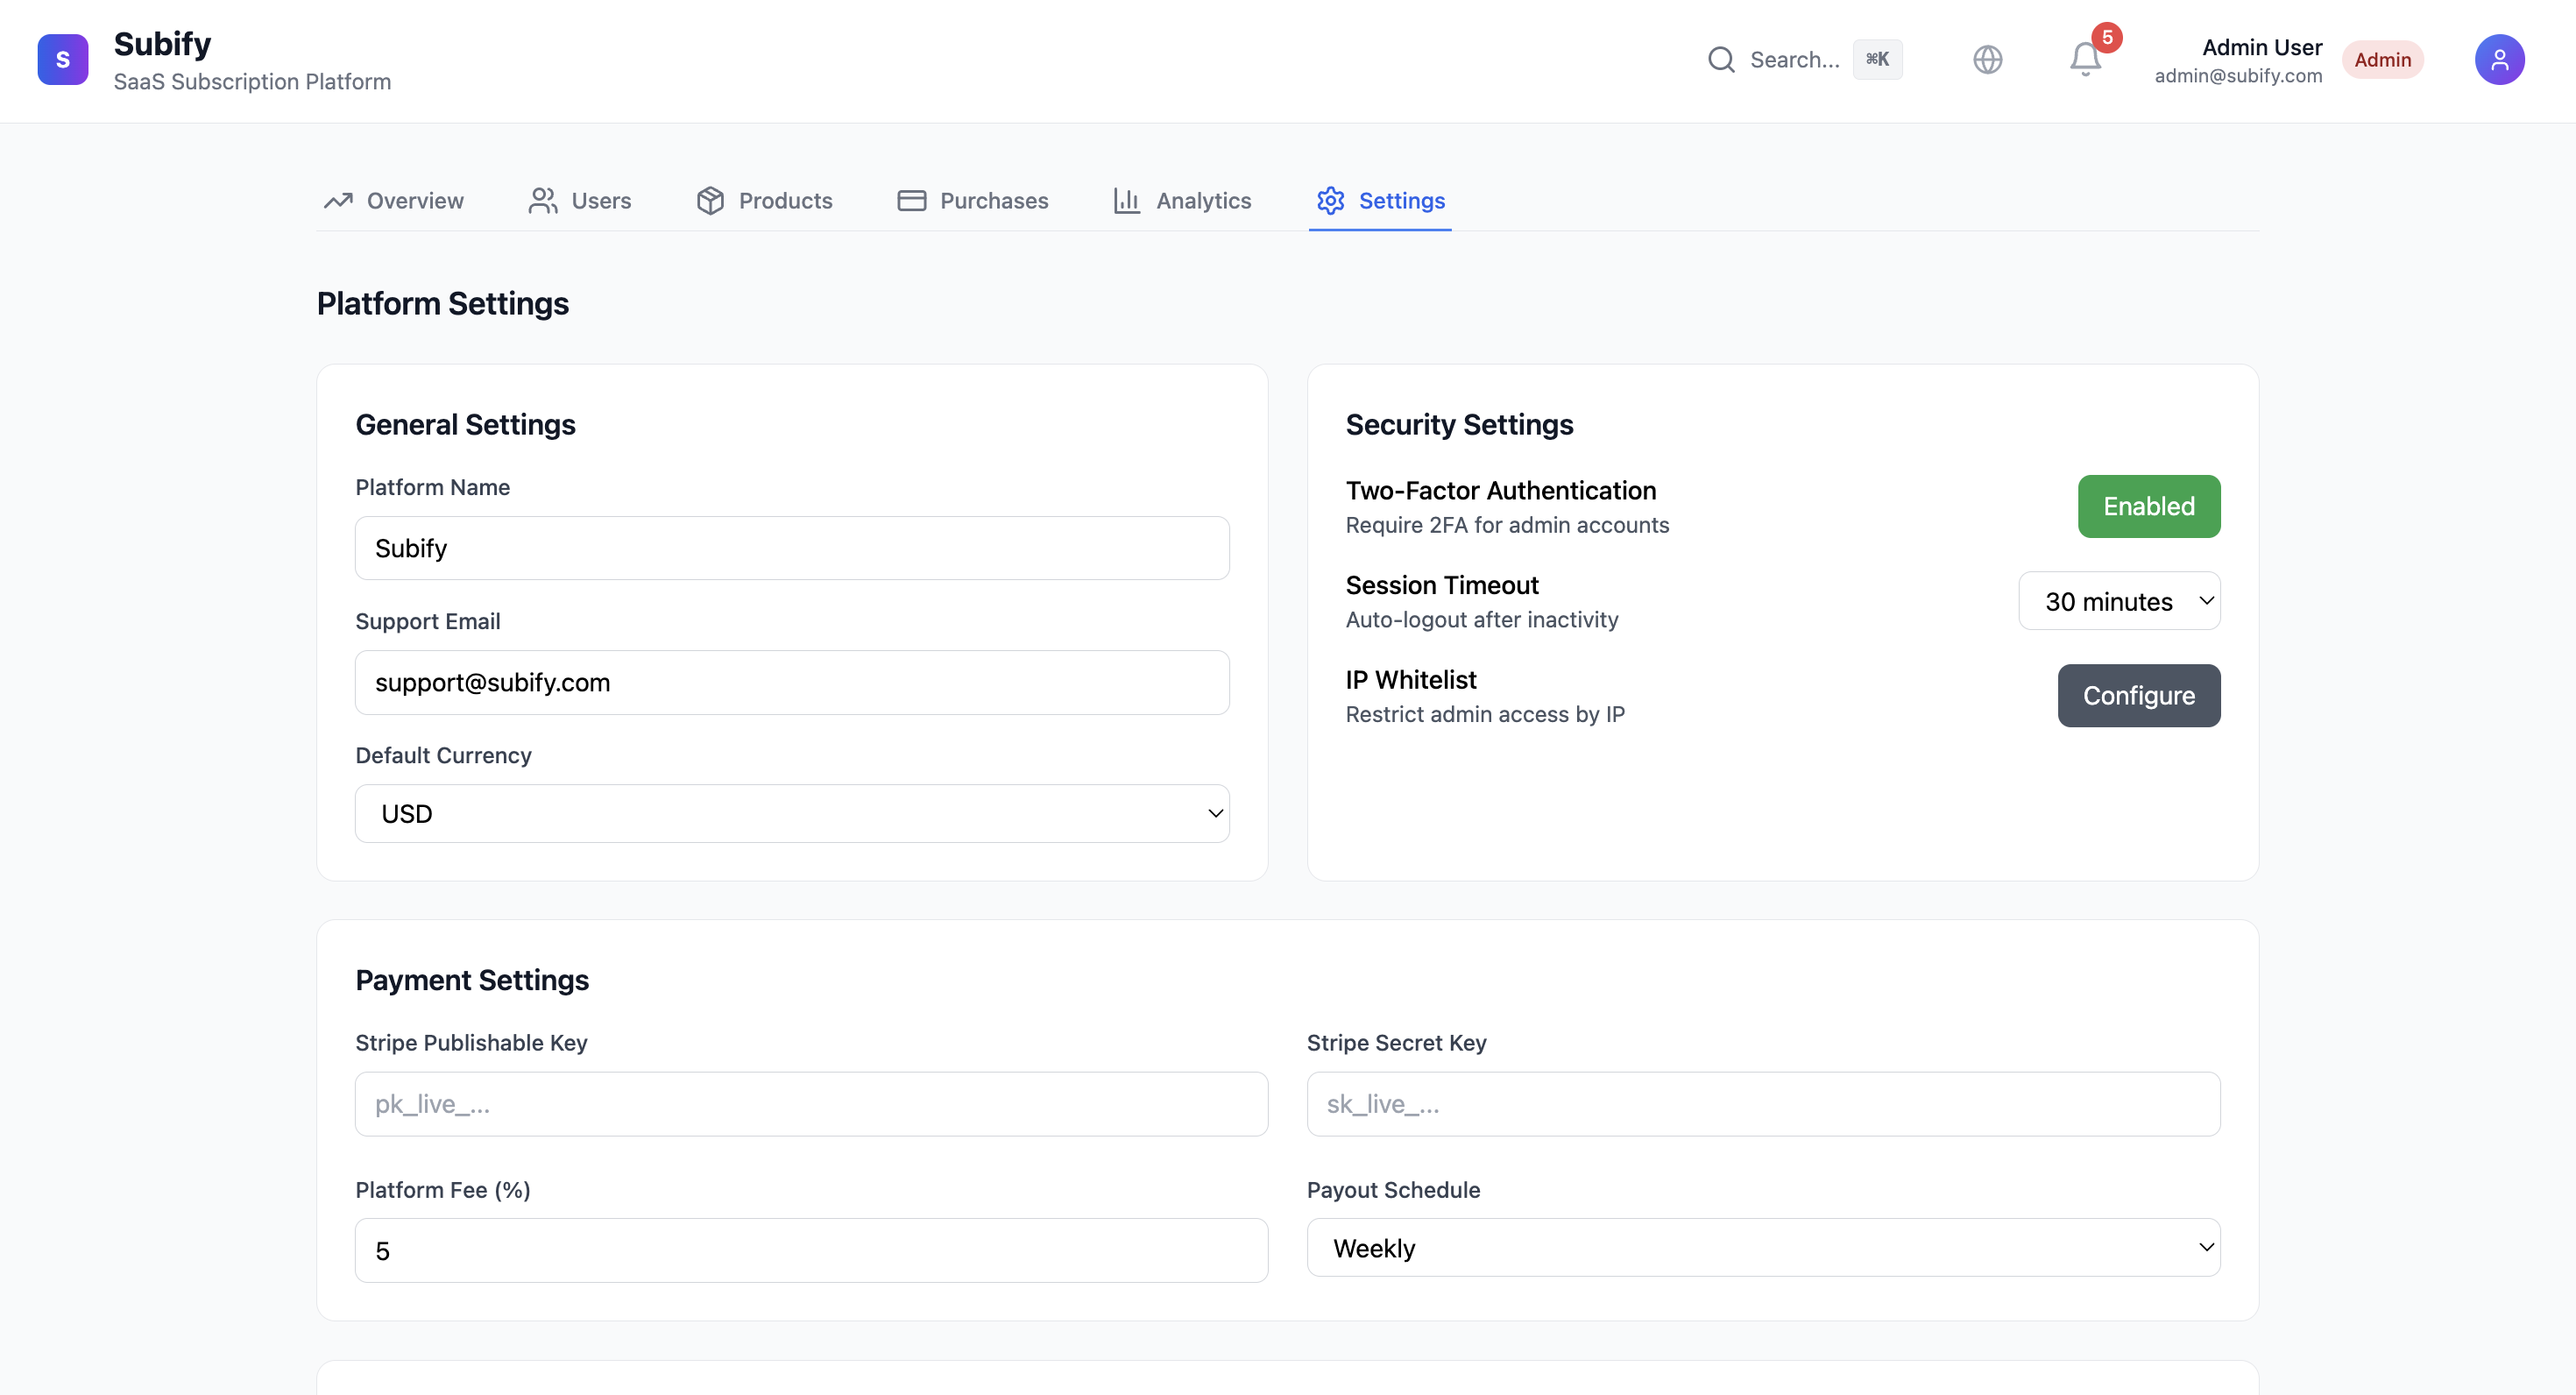 S
Subify
SaaS Subscription Platform
Search...
⌘K
5
Admin User
admin@subify.com
Admin
Overview
Users
Products
Purchases
Analytics
Settings
Platform Settings
General Settings
Platform Name
Subify
Support Email
support@subify.com
Default Currency
USD
Security Settings
Two-Factor Authentication
Require 2FA for admin accounts
Enabled
Session Timeout
Auto-logout after inactivity
30 minutes
IP Whitelist
Restrict admin access by IP
Configure
Payment Settings
Stripe Publishable Key
pk_live_...
Stripe Secret Key
sk_live_...
Platform Fee (%)
5
Payout Schedule
Weekly